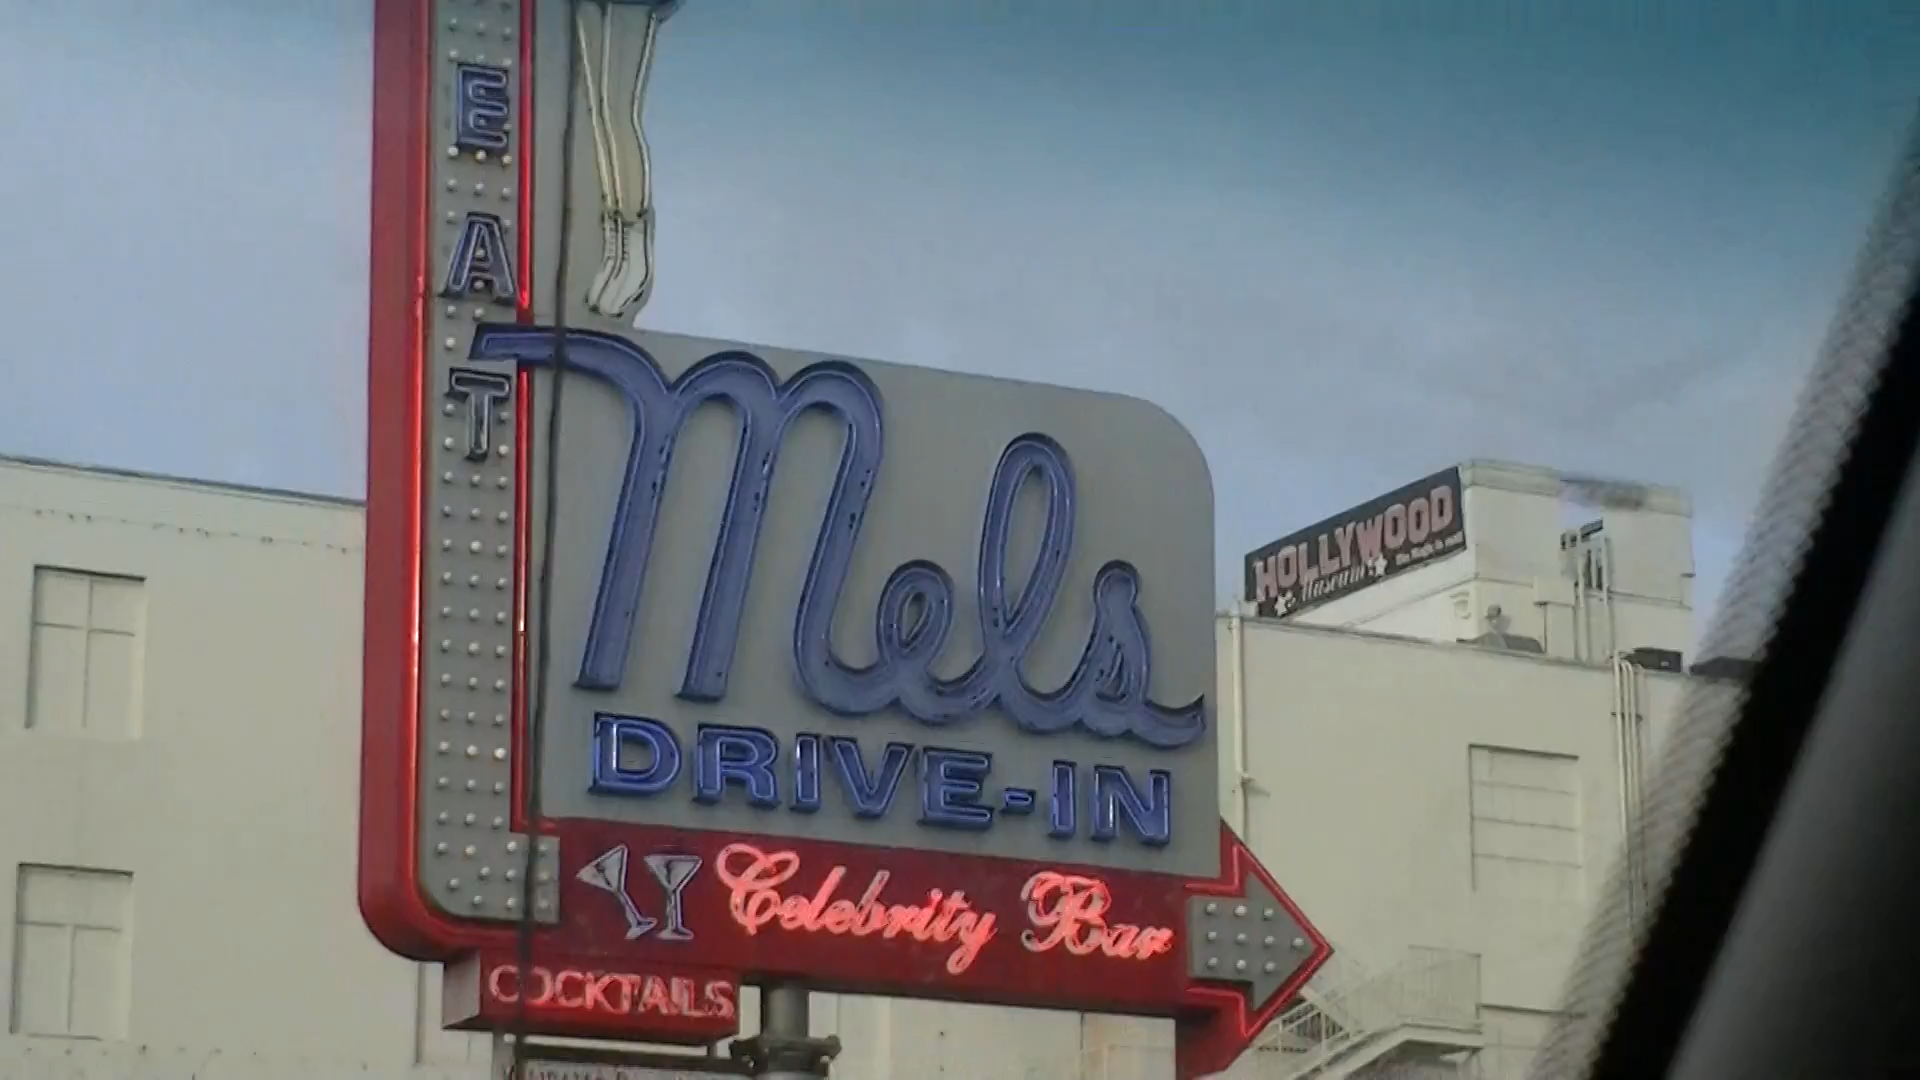 EAT
Mels
DRIVE-IN
Celebrity Bar
COCKTAILS
HOLLYWOOD
Museum